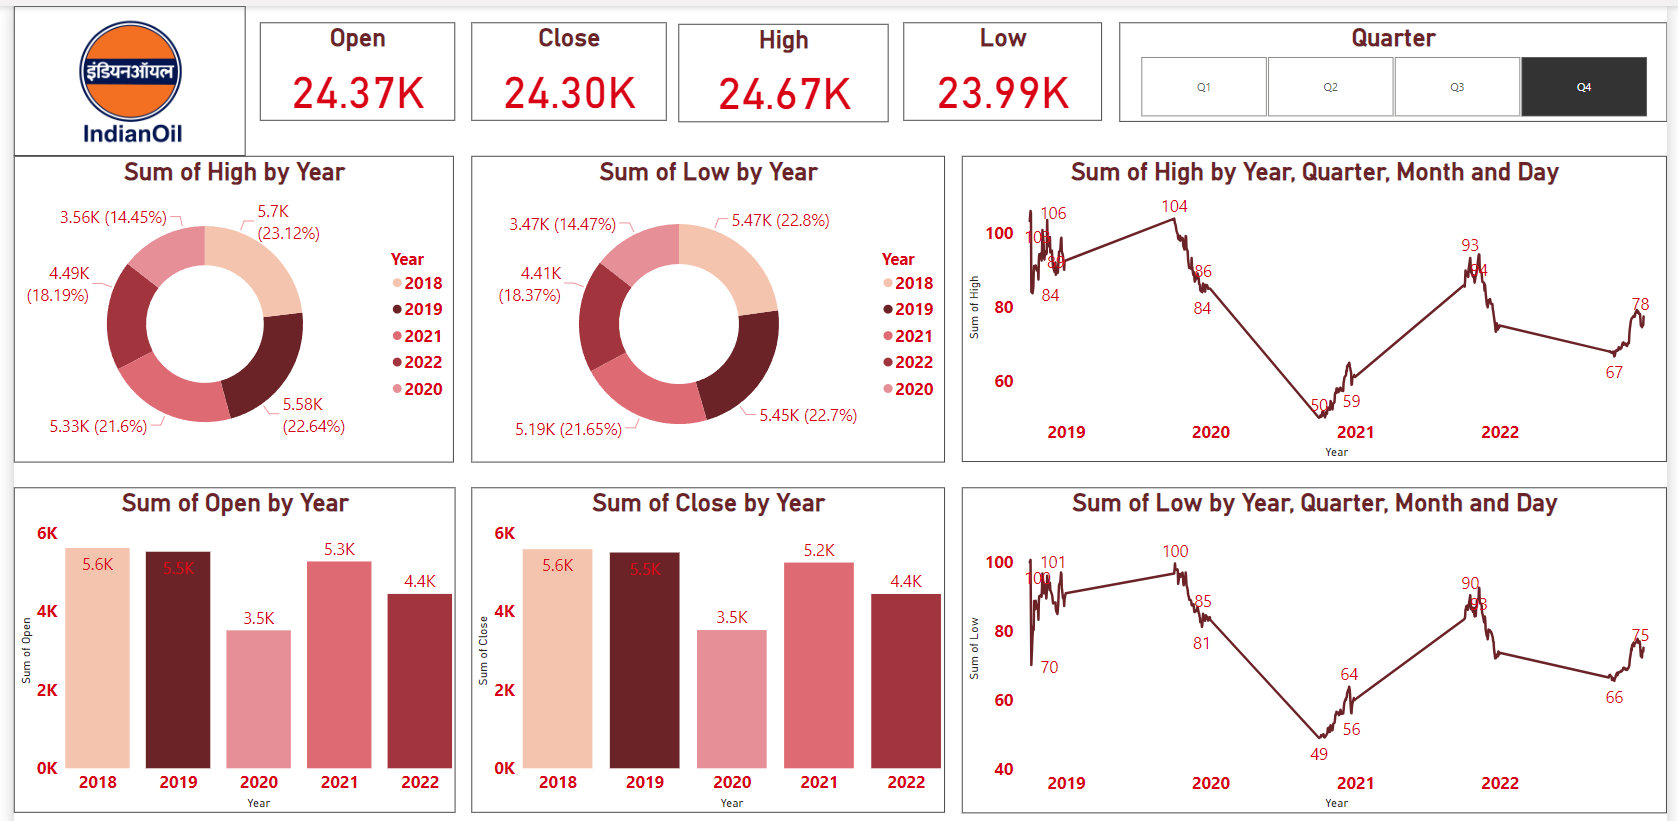 इंडियनऑयल
IndianOil
Open
24.37K
Close
24.30K
High
24.67K
Low
23.99K
Quarter
Q1
Q2
Q3
Q4
Sum of High by Year
3.56K (14.45%)
5.7K
(23.12%)
4.49K
(18.19%)
5.33K (21.6%)
5.58K
(22.64%)
Year
2018
2019
2021
2022
2020
Sum of Low by Year
3.47K (14.47%)
5.47K (22.8%)
4.41K
(18.37%)
5.19K (21.65%)
5.45K (22.7%)
Year
2018
2019
2021
2022
2020
Sum of High by Year, Quarter, Month and Day
Sum of High
100
80
60
106
84
104
86
84
50
59
93
94
78
67
2019
2020
2021
2022
Year
Sum of Open by Year
Sum of Open
6K
4K
2K
0K
5.6K
5.5K
3.5K
5.3K
4.4K
2018
2019
2020
2021
2022
Year
Sum of Close by Year
Sum of Close
6K
4K
2K
0K
5.6K
5.5K
3.5K
5.2K
4.4K
2018
2019
2020
2021
2022
Year
Sum of Low by Year, Quarter, Month and Day
Sum of Low
100
80
60
40
101
70
100
85
81
49
64
56
90
75
66
2019
2020
2021
2022
Year